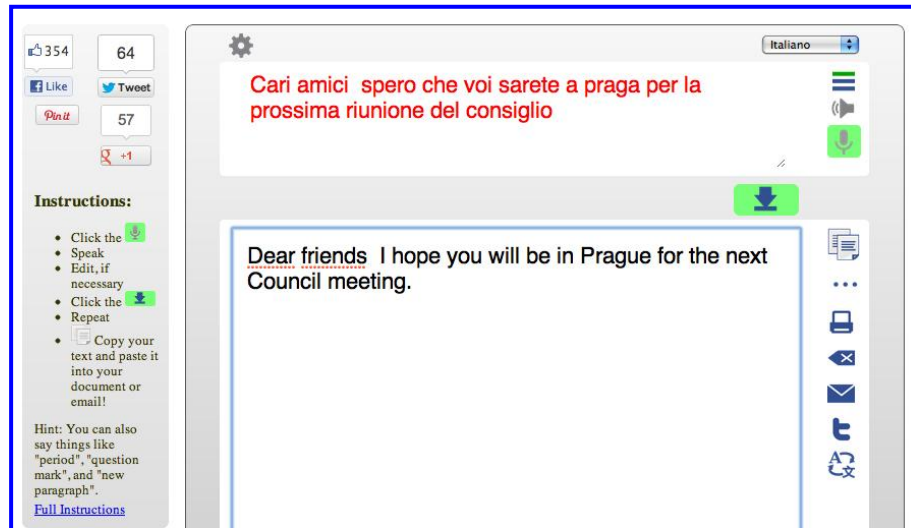 354
64
Like
Tweet
Pin it
57
+1
Instructions:
Click the
Speak
Edit, if
necessary
Click the
Repeat
Copy your
text and paste it
into your
document or
email!
Hint: You can also
say things like
"period", "question
mark", and "new
paragraph".
Full Instructions
Italiano
Cari amici  spero che voi sarete a praga per la
prossima riunione del consiglio
Dear friends  I hope you will be in Prague for the next
Council meeting.